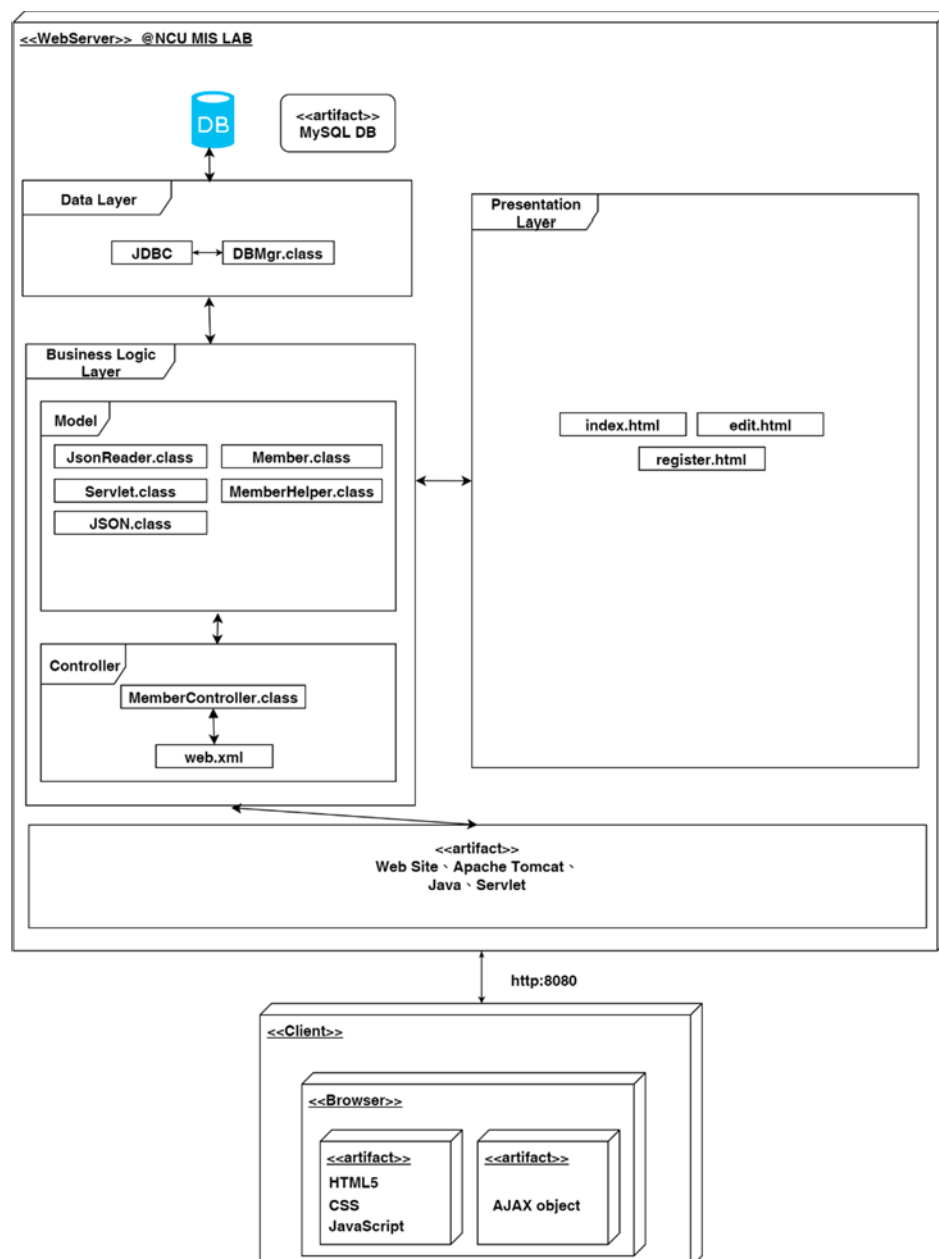 <<WebServer>> @NCU MIS LAB
DB
<<artifact>>
MySQL DB
Data Layer
JDBC
DBMgr.class
Presentation
Layer
Business Logic
Layer
Model
JsonReader.class
Member.class
Servlet.class
MemberHelper.class
JSON.class
index.html
edit.html
register.html
Controller
MemberController.class
web.xml
<<artifact>>
Web Site、Apache Tomcat、
Java、Servlet
http:8080
<<Client>>
<<Browser>>
<<artifact>>
HTML5
CSS
JavaScript
<<artifact>>
AJAX object